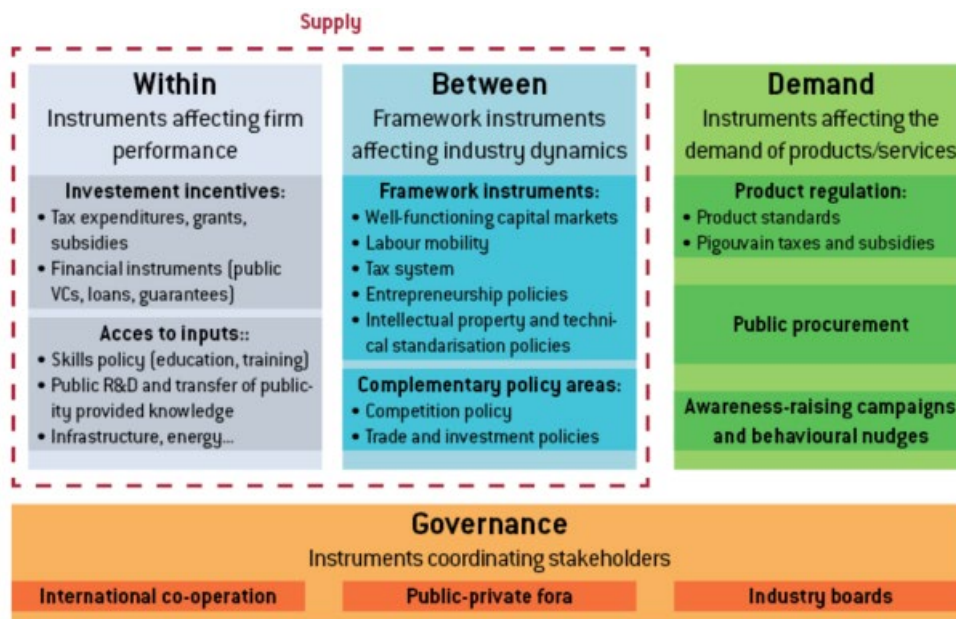 Supply
Within
Instruments affecting firm
performance
Investement incentives:
• Tax expenditures, grants,
subsidies
• Financial instruments (public
VCs, loans, guarantees)
Acces to inputs::
• Skills policy (education, training)
• Public R&D and transfer of public-
ity provided knowledge
• Infrastructure, energy...
Between
Framework instruments
affecting industry dynamics
Framework instruments:
• Well-functioning capital markets
• Labour mobility
• Tax system
• Entrepreneurship policies
• Intellectual property and techni-
cal standarisation policies
Complementary policy areas:
• Competition policy
• Trade and investment policies
Demand
Instruments affecting the
demand of products/services
Product regulation:
• Product standards
• Pigouvain taxes and subsidies
Public procurement
Awareness-raising campaigns
and behavioural nudges
Governance
Instruments coordinating stakeholders
International co-operation
Public-private fora
Industry boards